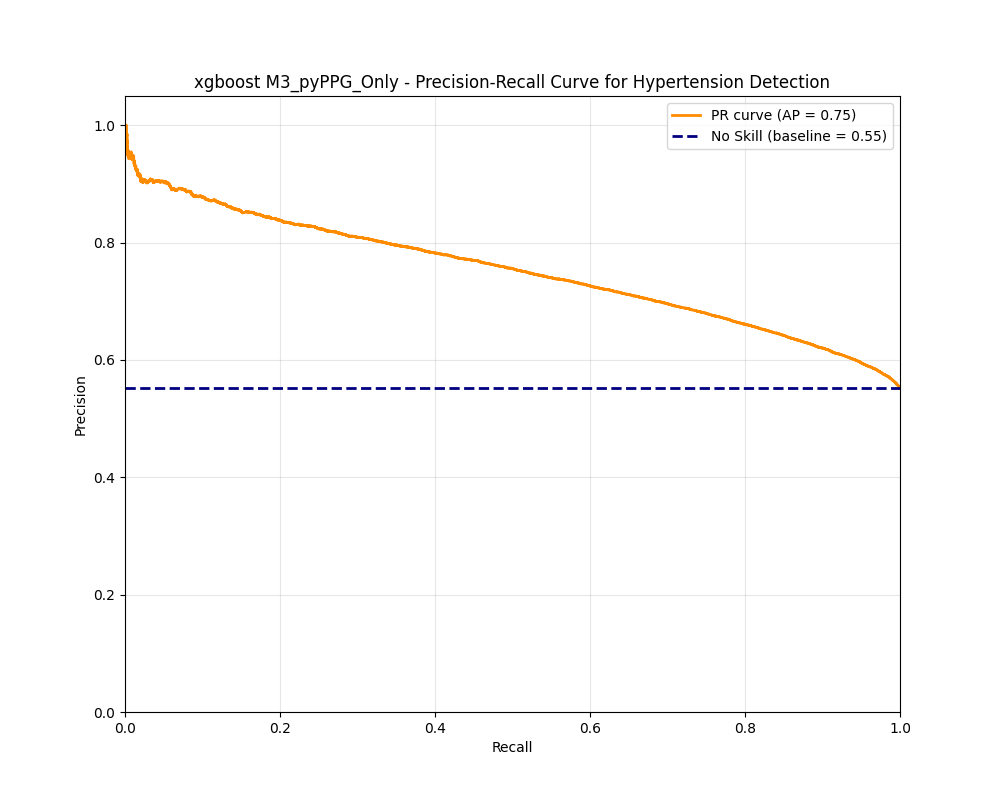 xgboost M3_pyPPG_Only - Precision-Recall Curve for Hypertension Detection
PR curve (AP = 0.75)
No Skill (baseline = 0.55)
Precision
1.0
0.8
0.6
0.4
0.2
0.0
0.0 0.2 0.4 0.6 0.8 1.0
Recall